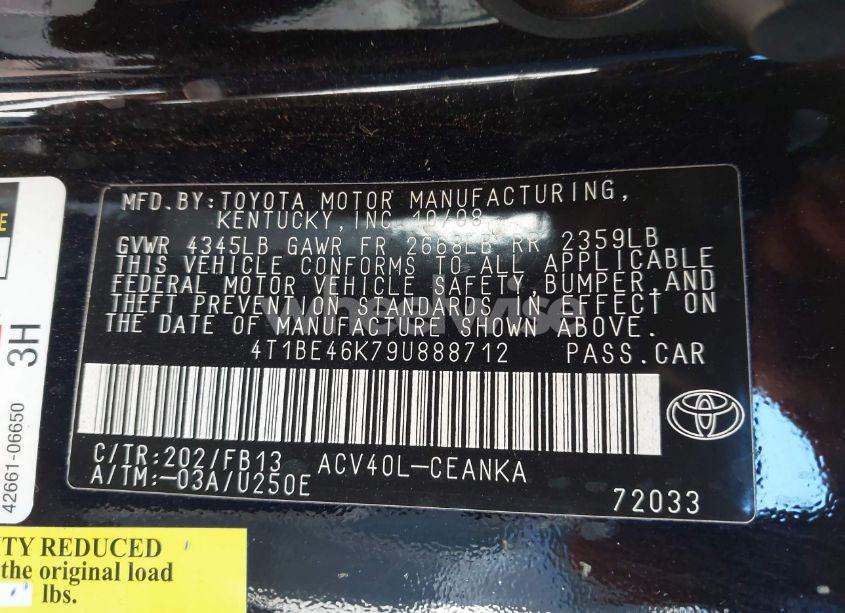 MFD.BY:TOYOTA MOTOR MANUFACTURING,
KENTUCKY,INC 10/08
GVWR 4345LB GAWR FR 2668LB RR 2359LB
THIS VEHICLE CONFORMS TO ALL APPLICABLE
FEDERAL MOTOR VEHICLE SAFETY,BUMPER,AND
THEFT PREVENTION STANDARDS IN EFFECT ON
THE DATE OF MANUFACTURE SHOWN ABOVE.
4T1BE46K79U888712 PASS.CAR
C/TR:202/FB13 ACV40L-CEANKA
A/TM:-03A/U250E
72033
3H
42661-06650
ITY REDUCED
the original load
lbs.
wheelwise